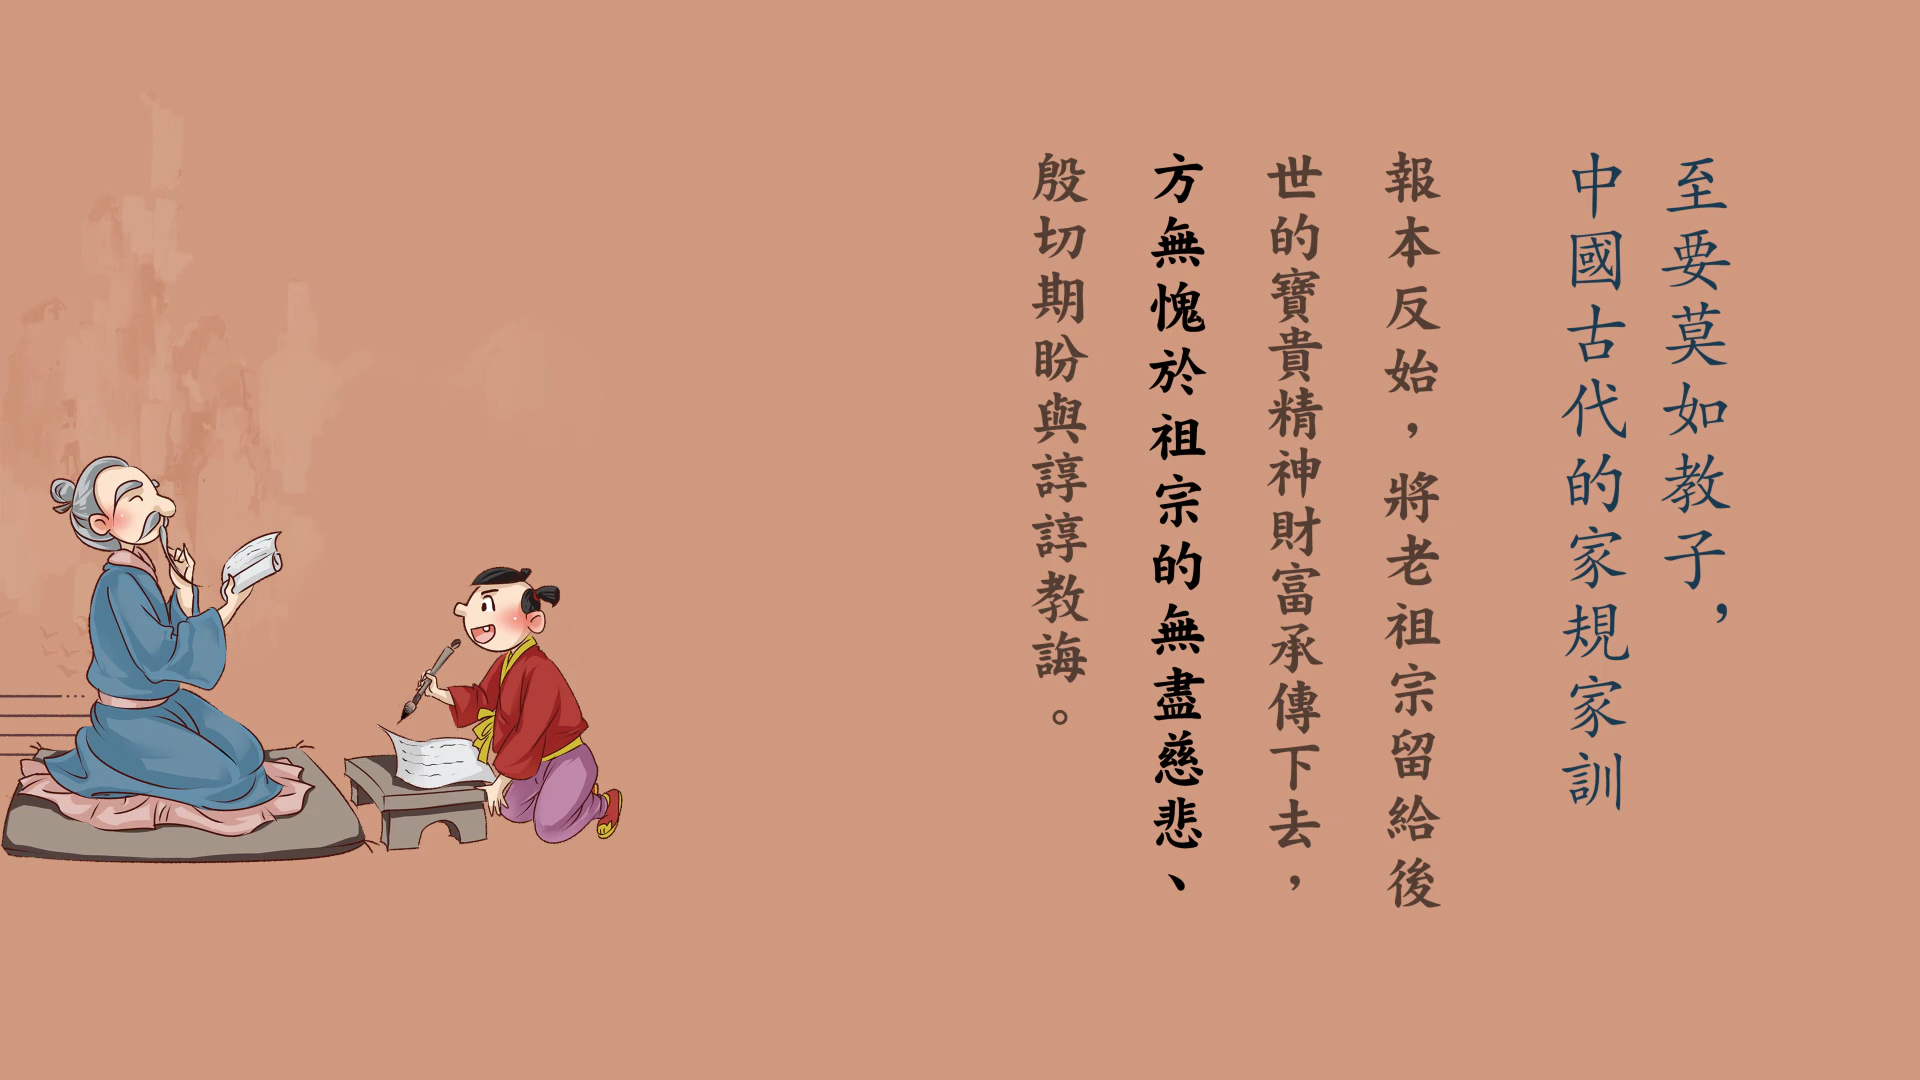 至要莫如教子，
中國古代的家規家訓
報本反始，將老祖宗留給後
世的寶貴精神財富承傳下去，
方無愧於祖宗的無盡慈悲、
殷切期盼與諄諄教誨。